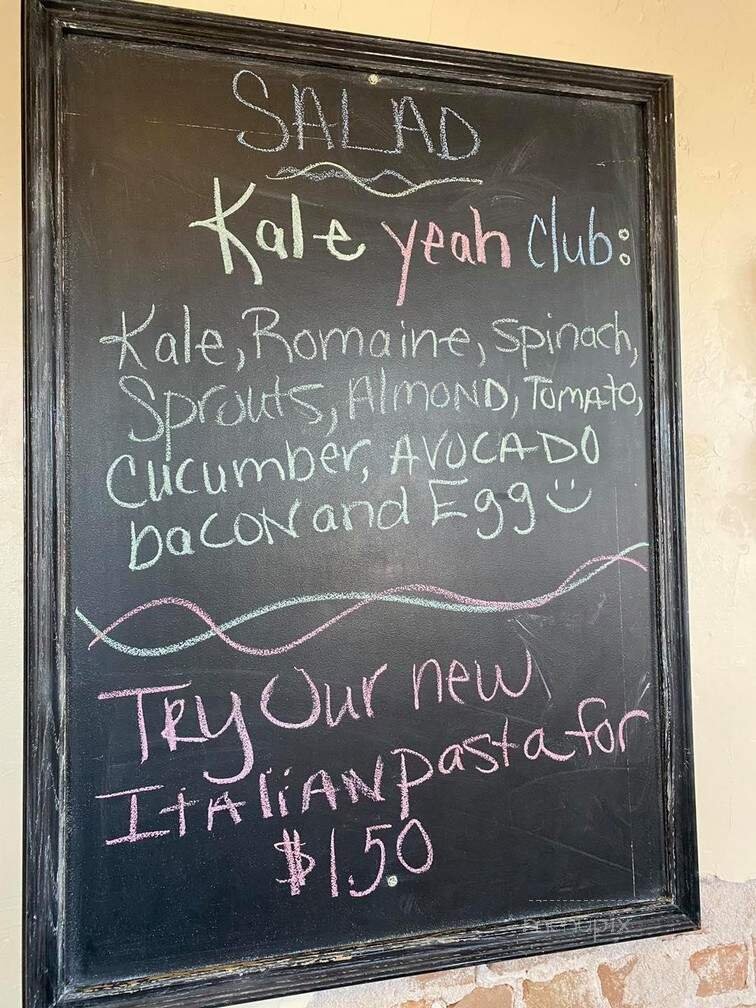 SALAD
Kale yeah club:
Kale, Romaine, spinach,
Sprouts, Almond, Tomato,
Cucumber, AVOCADO
bacon and Egg
Try Our new
Italian pasta for
$1.50
menupix